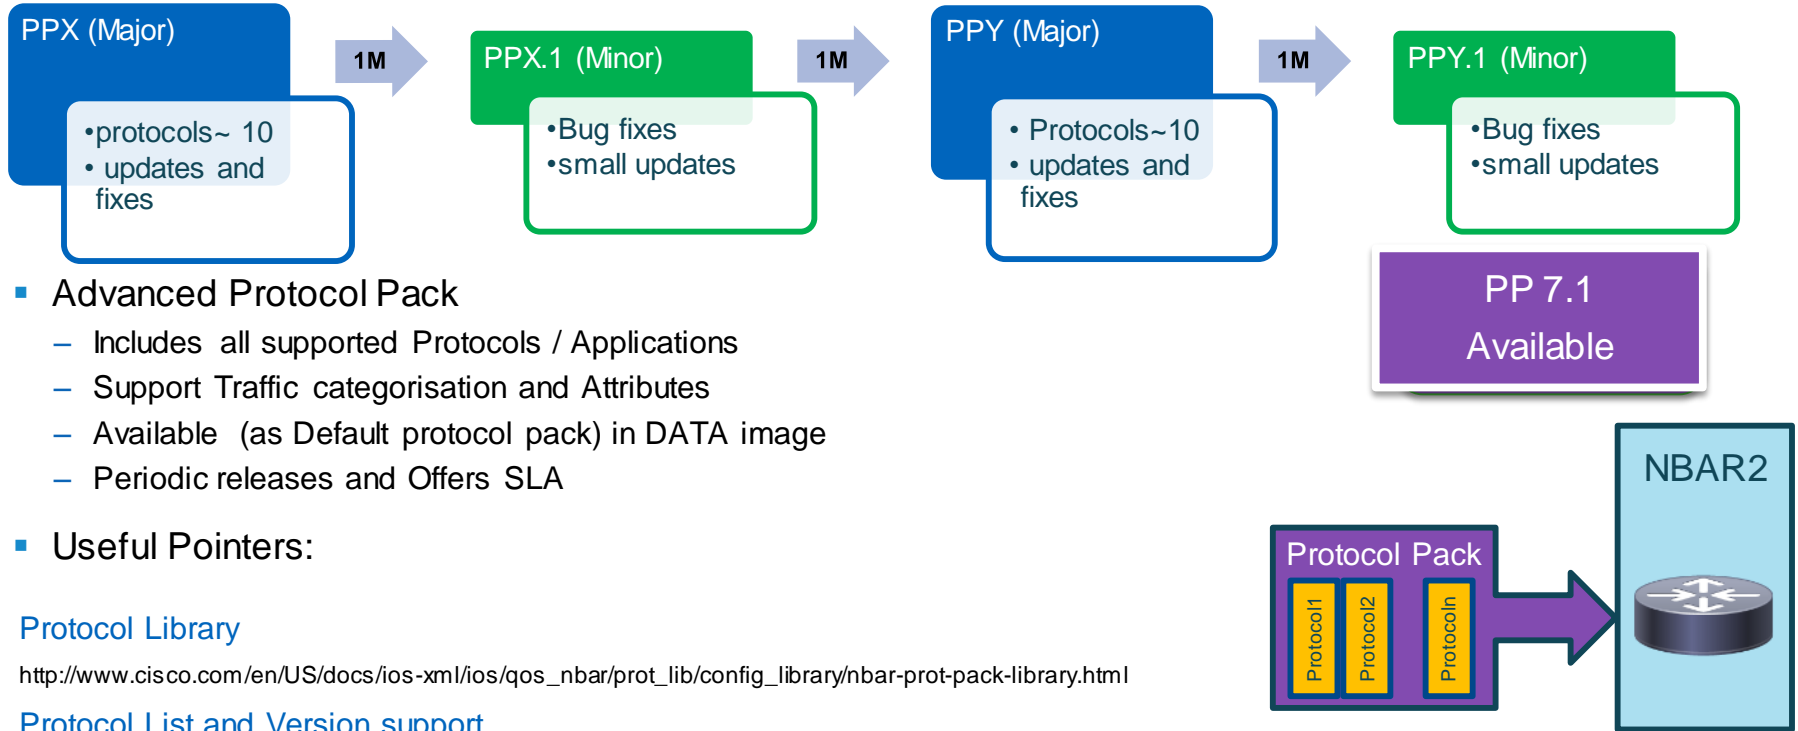 PPX (Major)
•protocols~ 10
• updates and
fixes
1M
PPX.1 (Minor)
•Bug fixes
•small updates
1M
PPY (Major)
• Protocols~10
• updates and
fixes
1M
PPY.1 (Minor)
•Bug fixes
•small updates
PP 7.1
Available
▪ Advanced Protocol Pack
– Includes all supported Protocols / Applications
– Support Traffic categorisation and Attributes
– Available (as Default protocol pack) in DATA image
– Periodic releases and Offers SLA
▪ Useful Pointers:
Protocol Library
http://www.cisco.com/en/US/docs/ios-xml/ios/qos_nbar/prot_lib/config_library/nbar-prot-pack-library.html
Protocol List and Version support
Protocol Pack
Protocol1
Protocol2
Protocoln
NBAR2